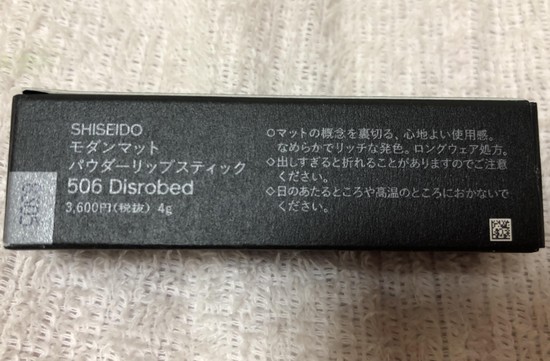 SHISEIDO
モダンマット
パウダーリップスティック
506 Disrobed
3,600円(税抜) 4g
◇マットの概念を裏切る、心地よい使用感。
なめらかでリッチな発色。ロングウェア処方。
◇出しすぎると折れることがありますのでご注意
ください。
◇日のあたるところや高温のところにおかないで
ください。